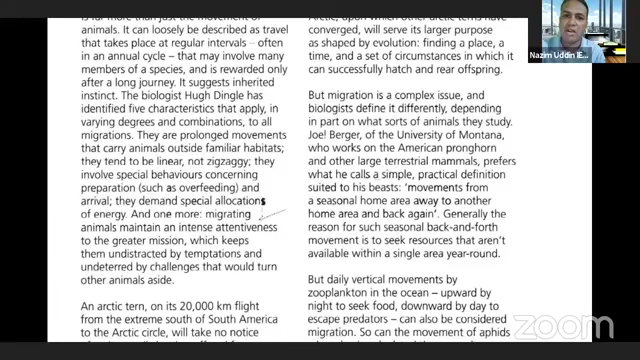 is far more than just the movement of
animals. It can loosely be described as travel
that takes place at regular intervals – often
in an annual cycle – that may involve many
members of a species, and is rewarded only
after a long journey. It suggests inherited
instinct. The biologist Hugh Dingle has
identified five characteristics that apply, in
varying degrees and combinations, to all
migrations. They are prolonged movements
that carry animals outside familiar habitats;
they tend to be linear, not zigzaggy; they
involve special behaviours concerning
preparation (such as overfeeding) and
arrival; they demand special allocations
of energy. And one more: migrating
animals maintain an intense attentiveness
to the greater mission, which keeps
them undistracted by temptations and
undeterred by challenges that would turn
other animals aside.
An arctic tern, on its 20,000 km flight
from the extreme south of South America
to the Arctic circle, will take no notice
Arctic, upon which other arctic terns have
converged, will serve its larger purpose
as shaped by evolution: finding a place, a
time, and a set of circumstances in which it
can successfully hatch and rear offspring.
But migration is a complex issue, and
biologists define it differently, depending
in part on what sorts of animals they study.
Joe! Berger, of the University of Montana,
who works on the American pronghorn
and other large terrestrial mammals, prefers
what he calls a simple, practical definition
suited to his beasts: 'movements from
a seasonal home area away to another
home area and back again'. Generally the
reason for such seasonal back-and-forth
movement is to seek resources that aren't
available within a single area year-round.
But daily vertical movements by
zooplankton in the ocean – upward by
night to seek food, downward by day to
escape predators – can also be considered
migration. So can the movement of aphids
Nazim Uddin IE...
zoom